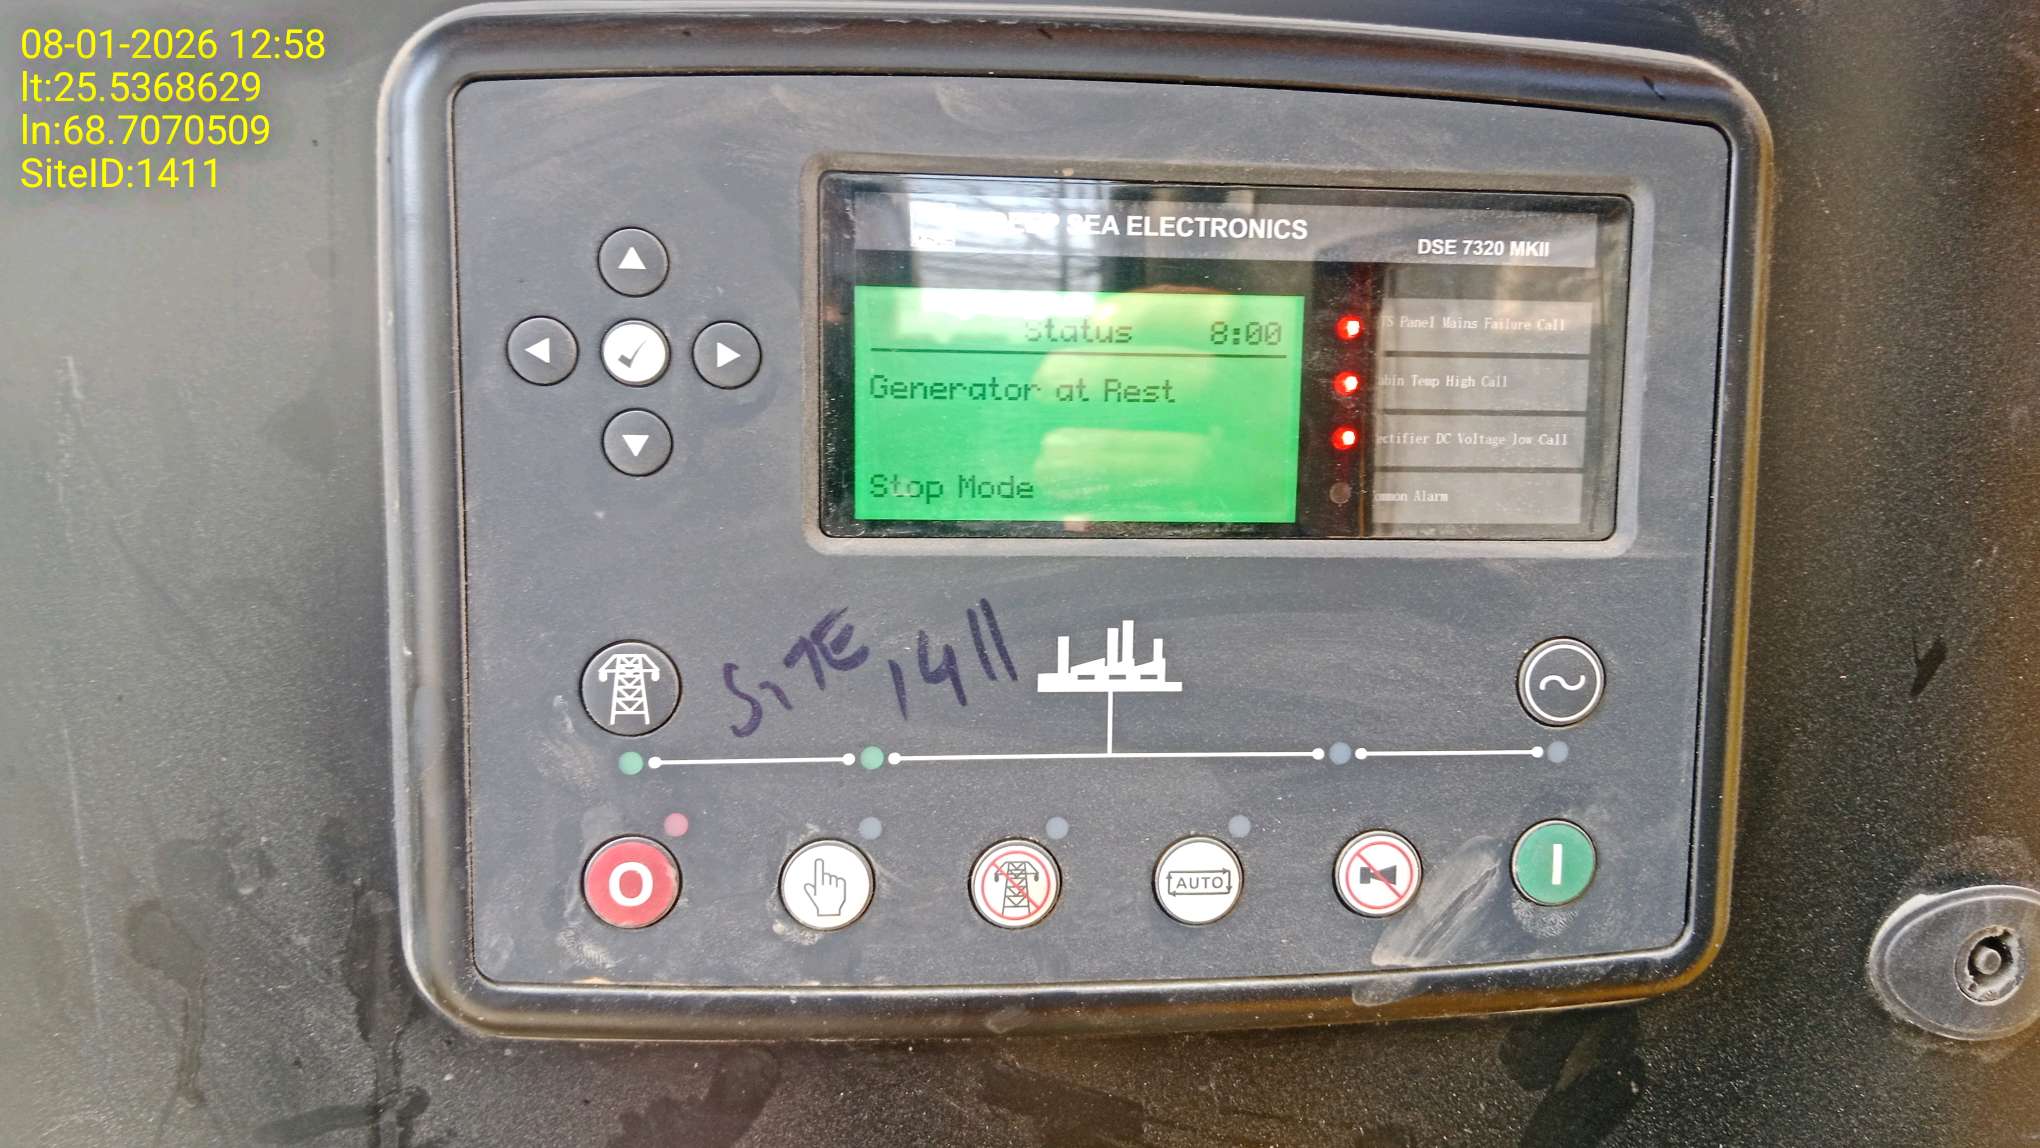 08-01-2026 12:58
lt:25.5368629
ln:68.7070509
SiteID:1411
DEEP SEA ELECTRONICS
DSE 7320 MKII
Status 8:00
Generator at Rest
Stop Mode
Panel Mains Failure Call
Temp High Call
DC Voltage low Call
Alarm
SiTE 1411
AUTO